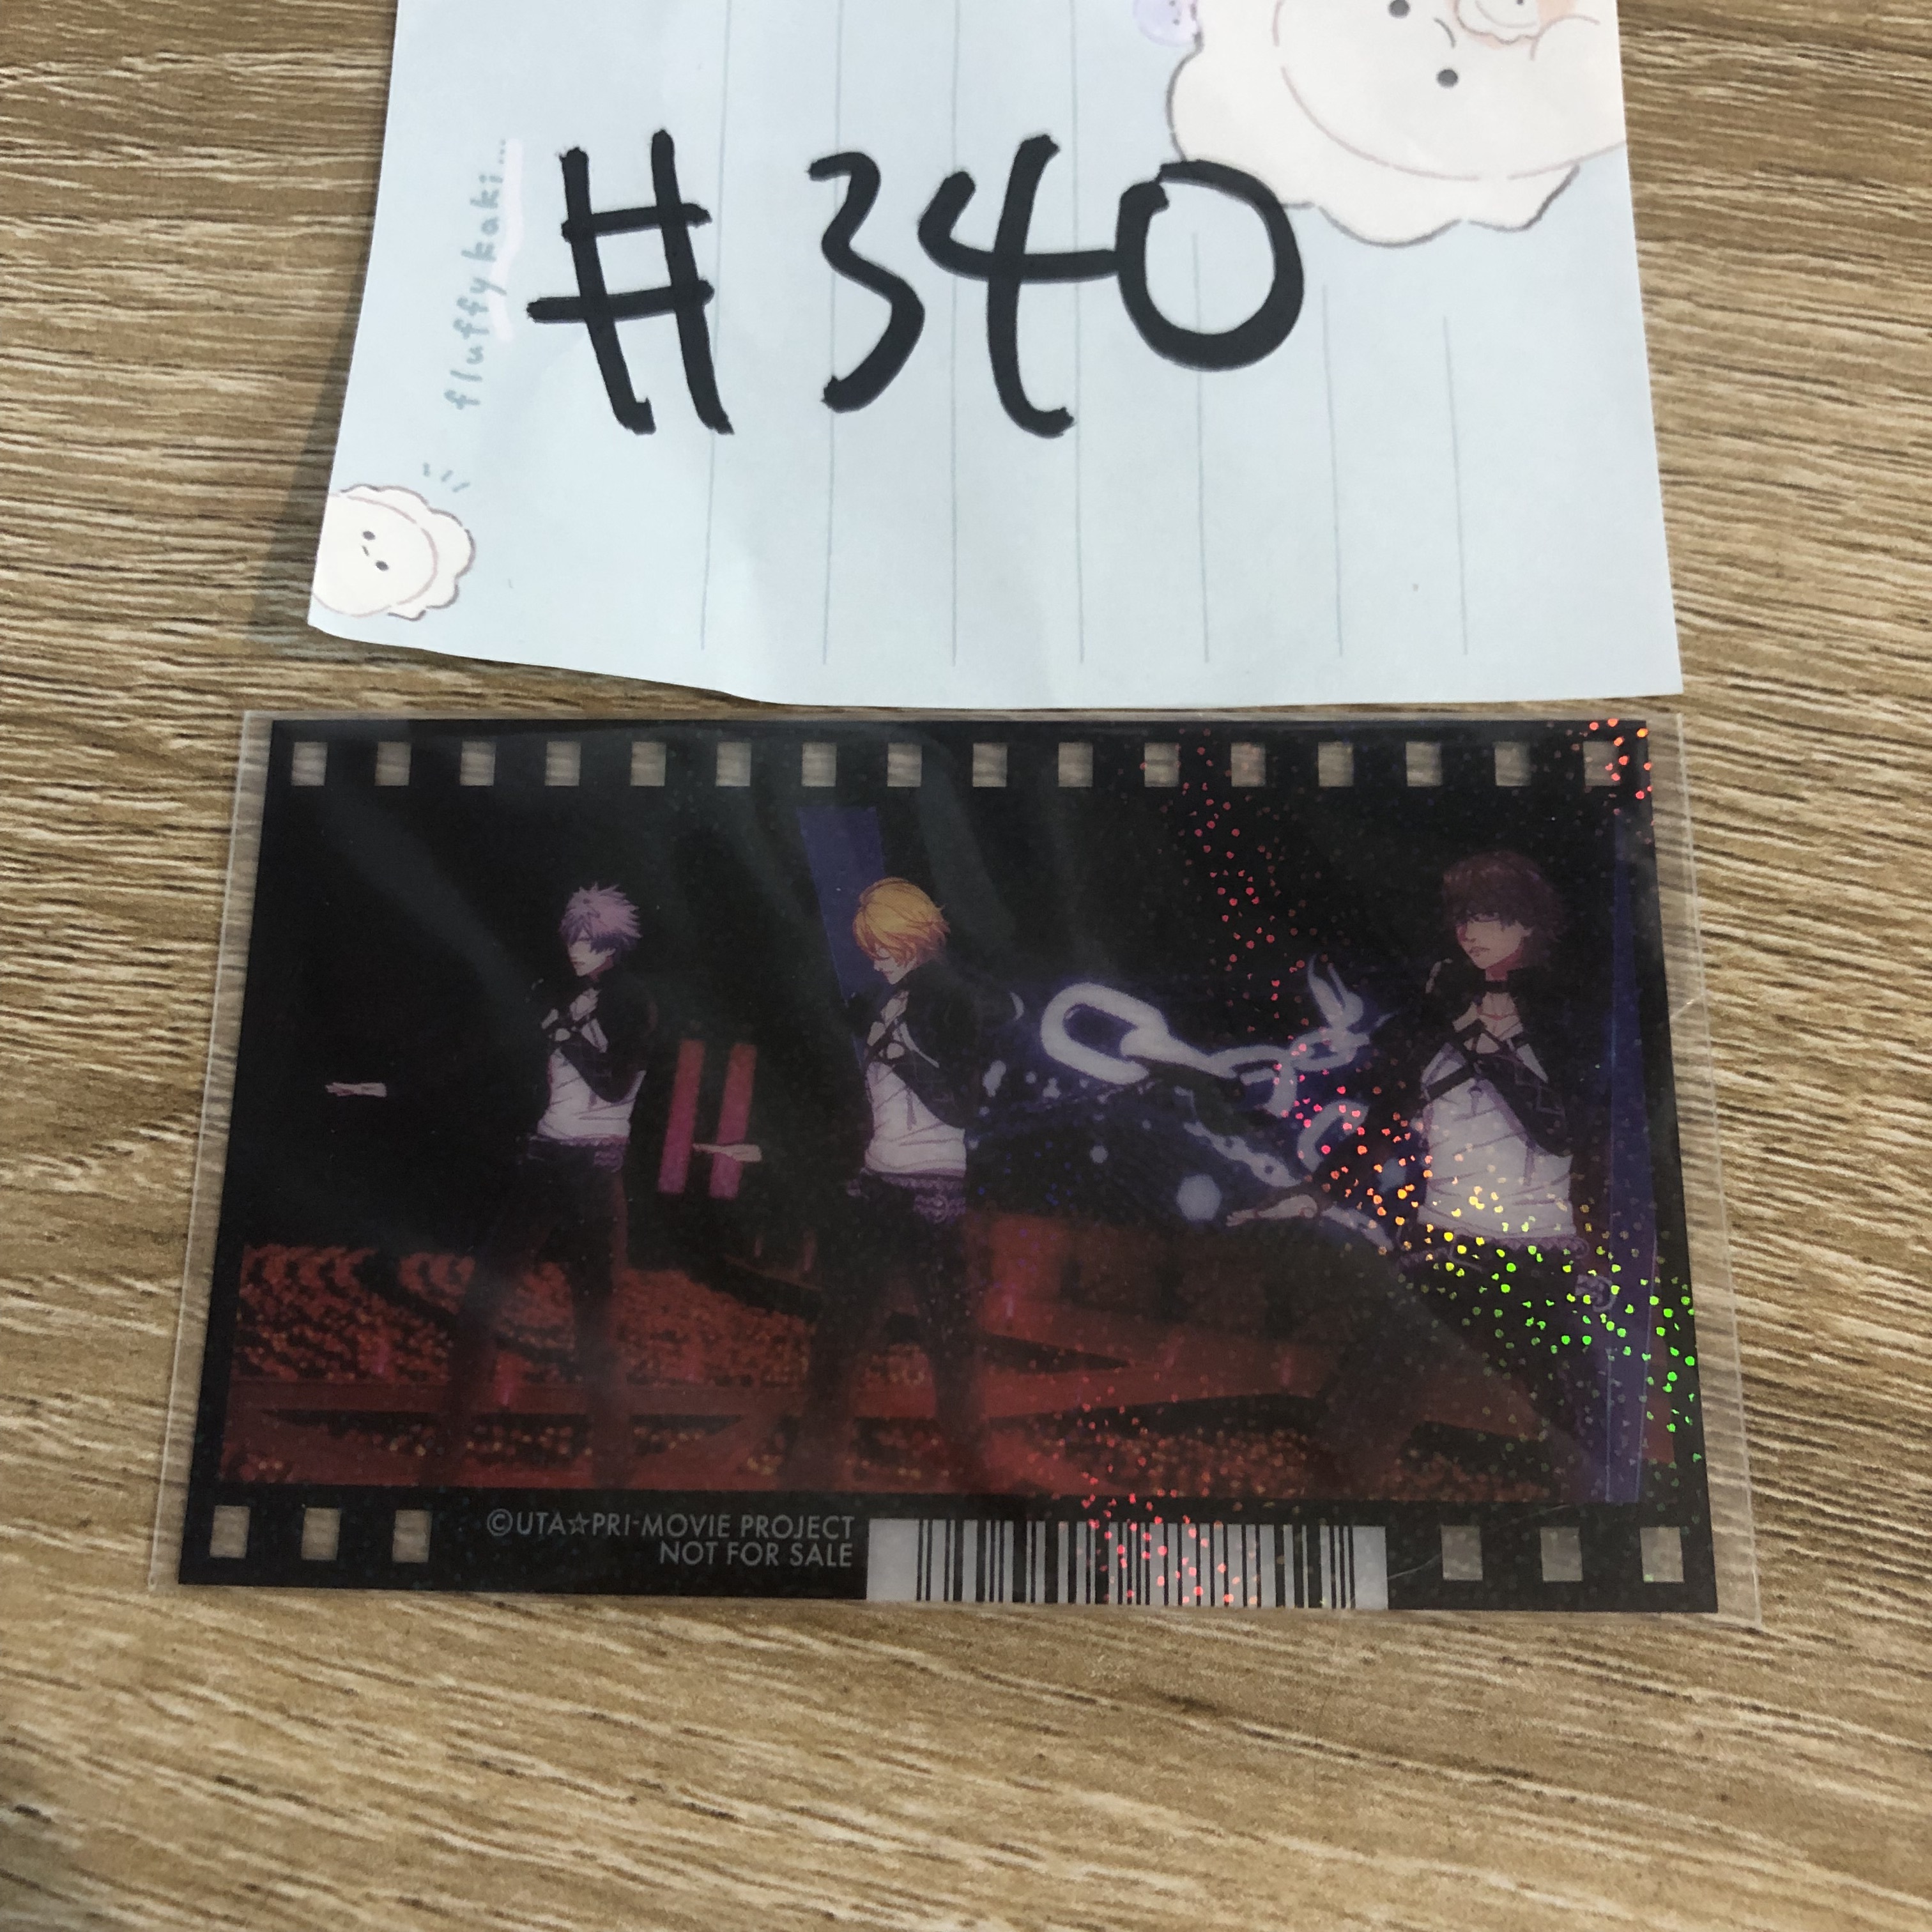 #340
fluffy kaki...
©UTA☆PRI-MOVIE PROJECT
NOT FOR SALE